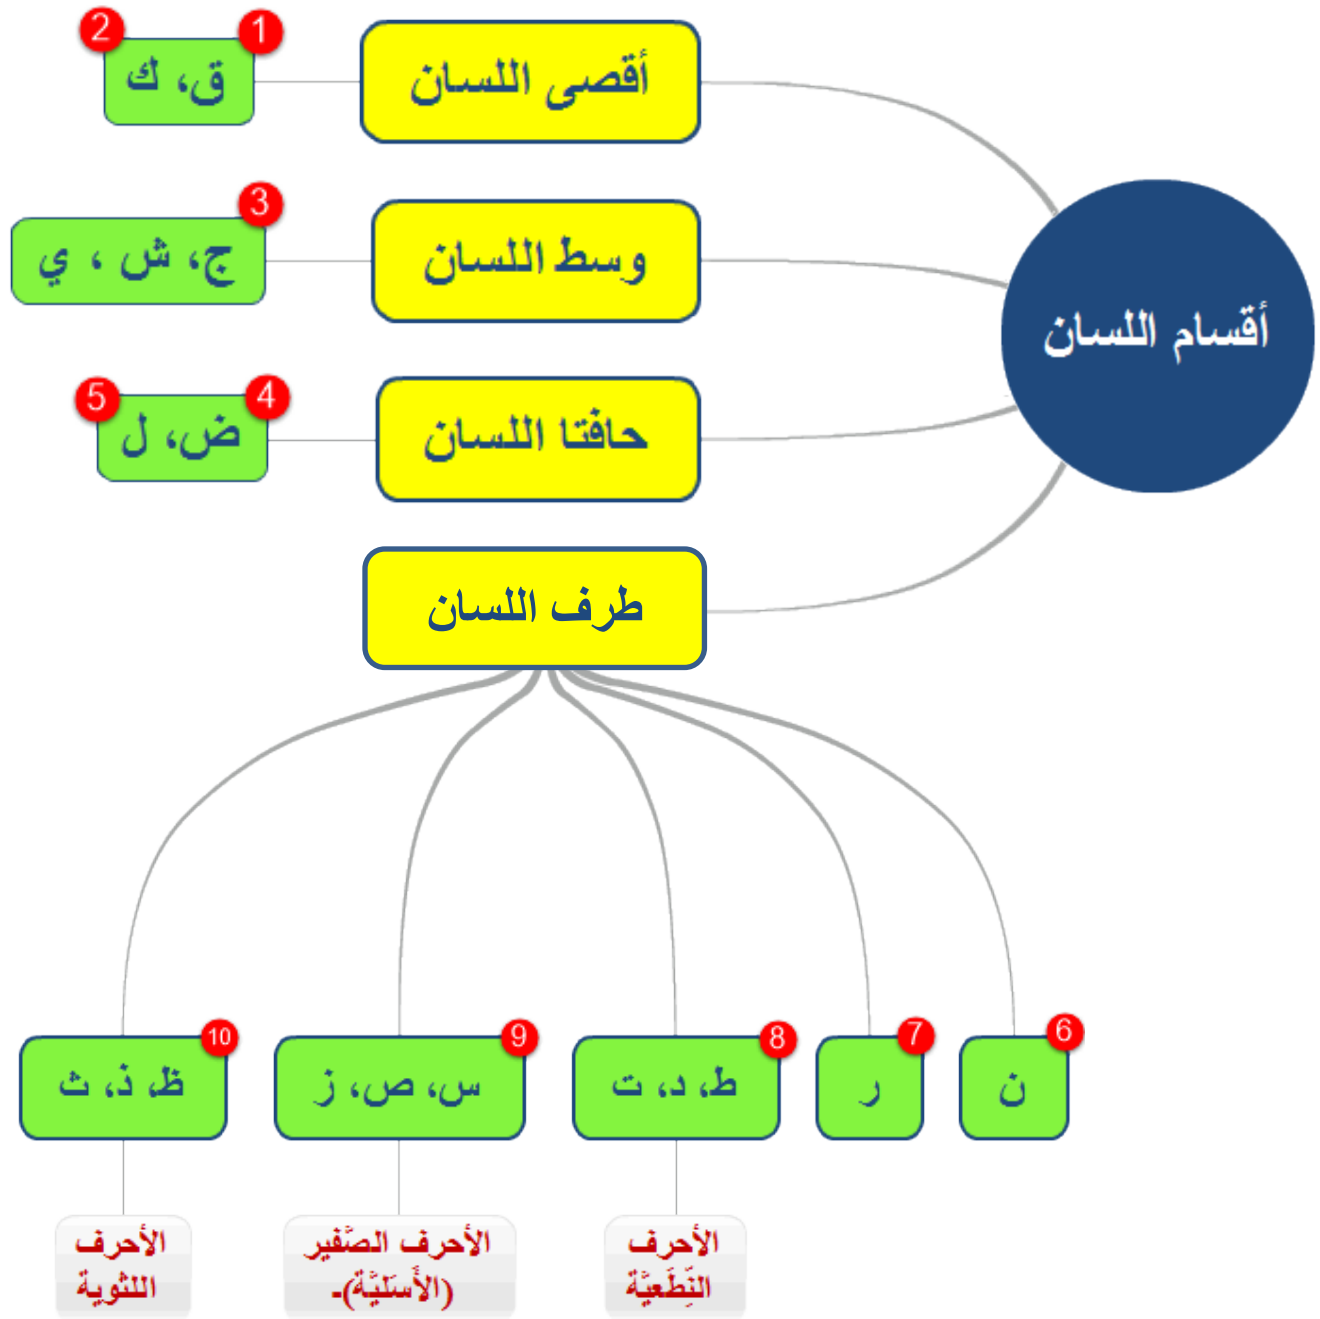 أقسام اللسان
أقصى اللسان
1
2
ق، ك
وسط اللسان
3
ج، ش ، ي
حافتا اللسان
4
5
ض، ل
طرف اللسان
6
ن
7
ر
8
ط، د، ت
الأحرف
النِّطَعيَّة
9
س، ص، ز
الأحرف الصَّفير
(الأَسَليَّة)-
10
ظ، ذ، ث
الأحرف
اللثوية